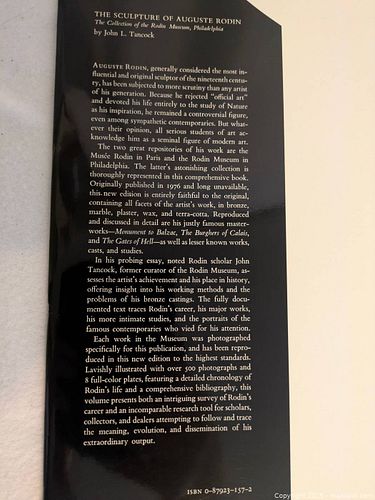 THE SCULPTURE OF AUGUSTE RODIN
The Collection of the Rodin Museum, Philadelphia
by John L. Tancock
AUGUSTE RODIN, generally considered the most in-
fluential and original sculptor of the nineteenth centu-
ry, has been subjected to more scrutiny than any artist
of his generation. Because he rejected "official art"
and devoted his life entirely to the study of Nature
as his inspiration, he remained a controversial figure,
even among sympathetic contemporaries. But what-
ever their opinion, all serious students of art ac-
knowledge him as a seminal figure of modern art.
The two great repositories of his work are the
Musée Rodin in Paris and the Rodin Museum in
Philadelphia. The latter's astonishing collection is
thoroughly represented in this comprehensive book.
Originally published in 1976 and long unavailable,
this new edition is entirely faithful to the original,
containing all facets of the artist's work, in bronze,
marble, plaster, wax, and terra-cotta. Reproduced
and discussed in detail are his justly famous master-
works—Monument to Balzac, The Burghers of Calais,
and The Gates of Hell—as well as lesser known works,
casts, and studies.
In his probing essay, noted Rodin scholar John
Tancock, former curator of the Rodin Museum, as-
sesses the artist's achievement and his place in history,
offering insight into his working methods and the
problems of his bronze castings. The fully docu-
mented text traces Rodin's career, his major works,
his more intimate studies, and the portraits of the
famous contemporaries who vied for his attention.
Each work in the Museum was photographed
specifically for this publication, and has been repro-
duced in this new edition to the highest standards.
Lavishly illustrated with over 500 photographs and
8 full-color plates, featuring a detailed chronology of
Rodin's life and a comprehensive bibliography, this
volume presents both an intriguing survey of Rodin's
career and an incomparable research tool for scholars,
collectors, and dealers attempting to follow and trace
the meaning, evolution, and dissemination of his
extraordinary output.
ISBN 0-87923-157-2